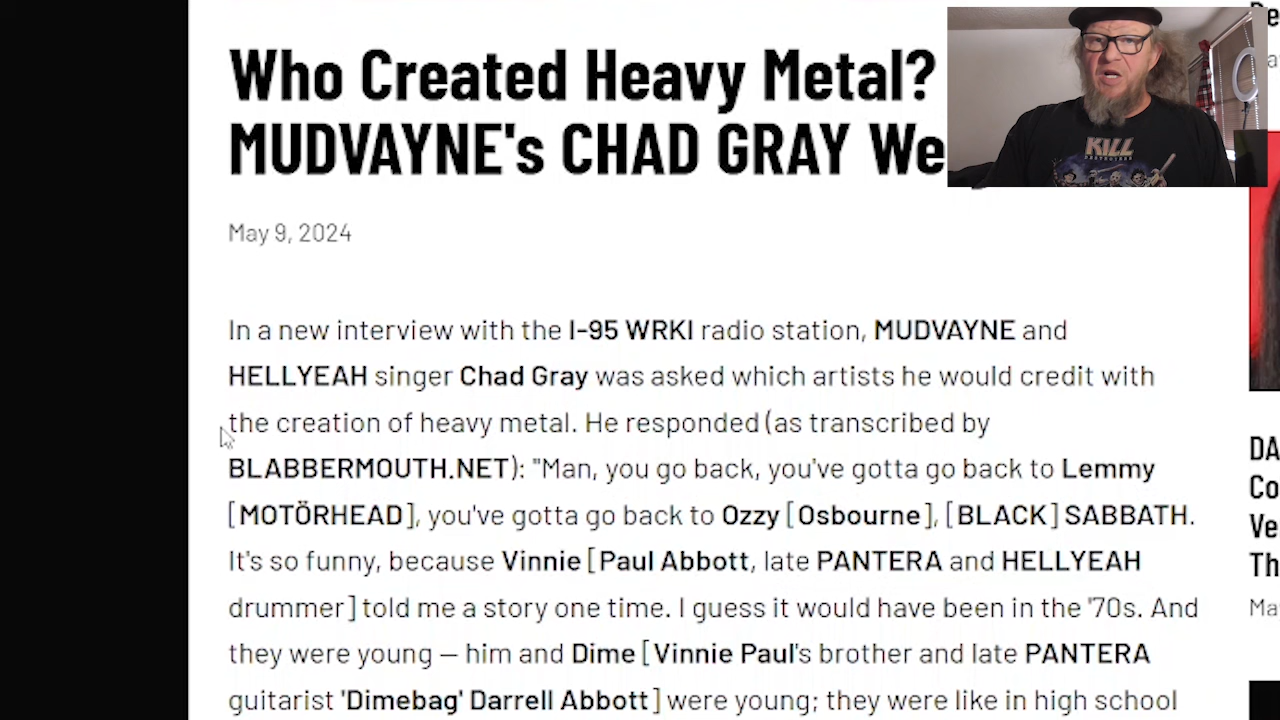 Who Created Heavy Metal?
MUDVAYNE's CHAD GRAY We
May 9, 2024
In a new interview with the I-95 WRKI radio station, MUDVAYNE and
HELLYEAH singer Chad Gray was asked which artists he would credit with
the creation of heavy metal. He responded (as transcribed by
BLABBERMOUTH.NET): "Man, you go back, you've gotta go back to Lemmy
[MOTÖRHEAD], you've gotta go back to Ozzy [Osbourne], [BLACK] SABBATH.
It's so funny, because Vinnie [Paul Abbott, late PANTERA and HELLYEAH
drummer] told me a story one time. I guess it would have been in the '70s. And
they were young — him and Dime [Vinnie Paul's brother and late PANTERA
guitarist 'Dimebag' Darrell Abbott] were young; they were like in high school
KILL
DA
Co
Ve
Th
Ma